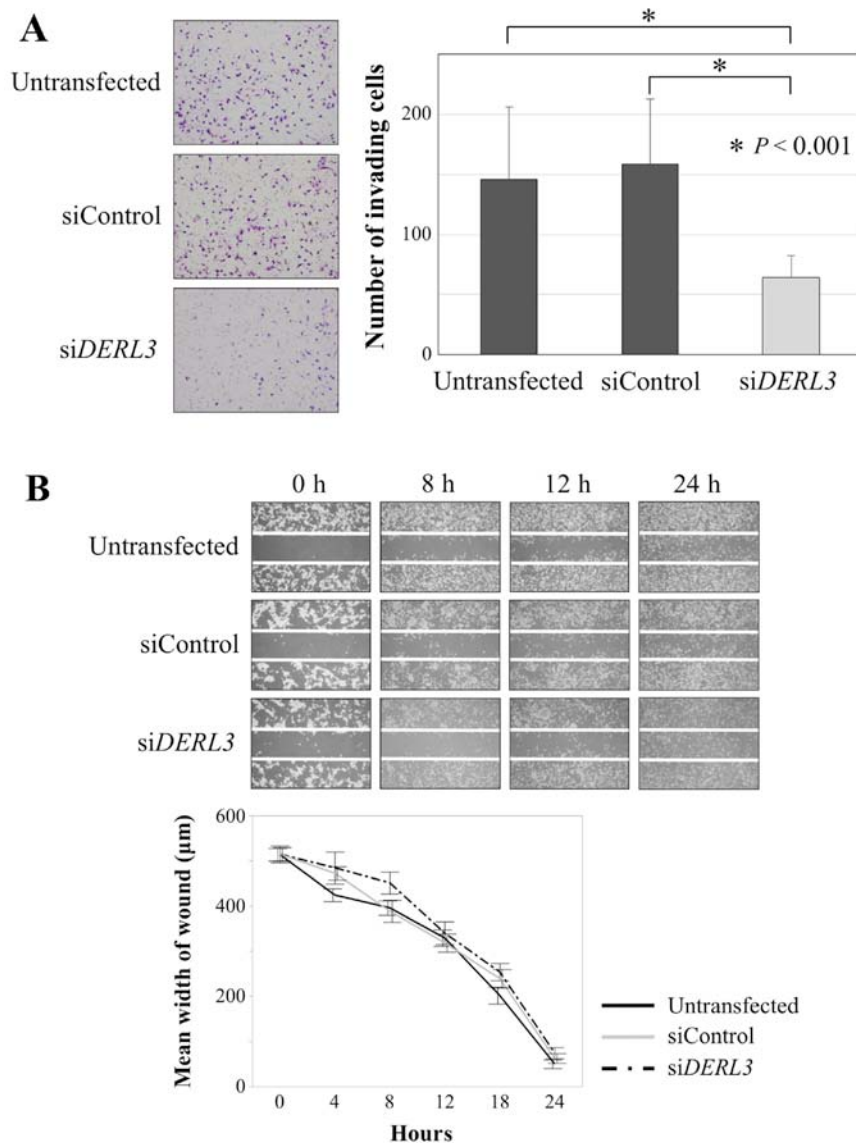 A
Untransfected
siControl
siDERL3
Number of invading cells
200
100
0
*
*
* P < 0.001
Untransfected siControl siDERL3
B
0 h 8 h 12 h 24 h
Untransfected
siControl
siDERL3
Mean width of wound (μm)
600
400
200
0
0 4 8 12 18 24
Hours
Untransfected
siControl
siDERL3